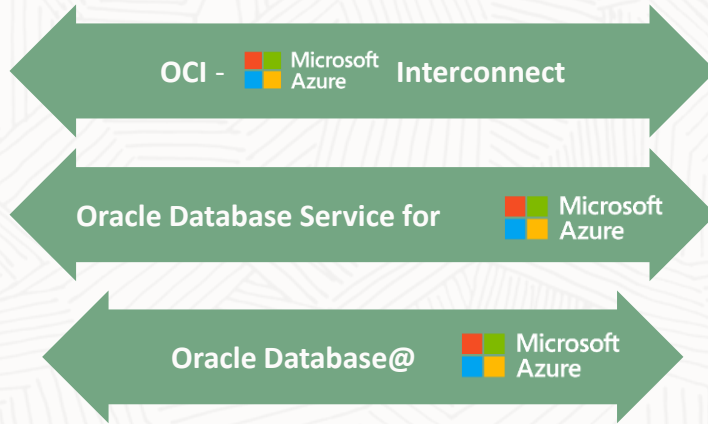 OCI - Microsoft Azure Interconnect
Oracle Database Service for Microsoft Azure
Oracle Database@ Microsoft Azure